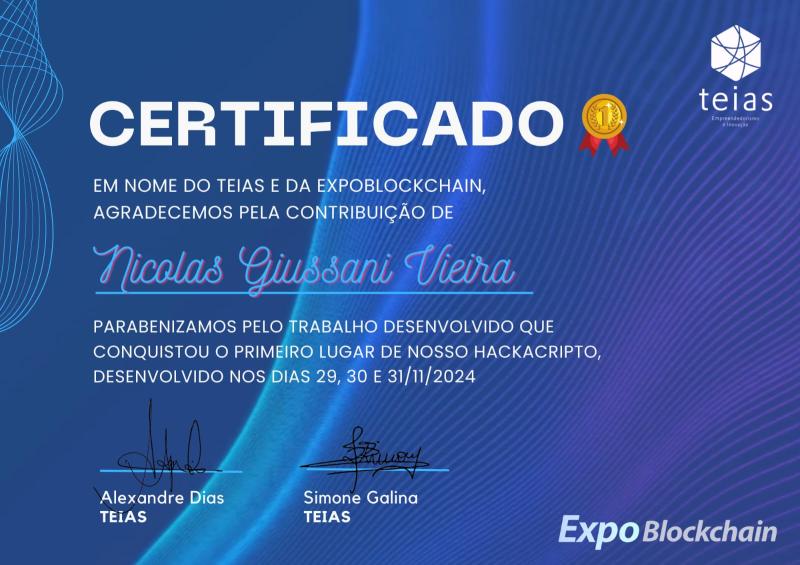 teias
Empreendedorismo
e Inovação
CERTIFICADO
1
EM NOME DO TEIAS E DA EXPOBLOCKCHAIN,
AGRADECEMOS PELA CONTRIBUIÇÃO DE
Nicolas Giussani Vieira
PARABENIZAMOS PELO TRABALHO DESENVOLVIDO QUE
CONQUISTOU O PRIMEIRO LUGAR DE NOSSO HACKACRIPTO,
DESENVOLVIDO NOS DIAS 29, 30 E 31/11/2024
Alexandre Dias
TEIAS
Simone Galina
TEIAS
Expo Blockchain